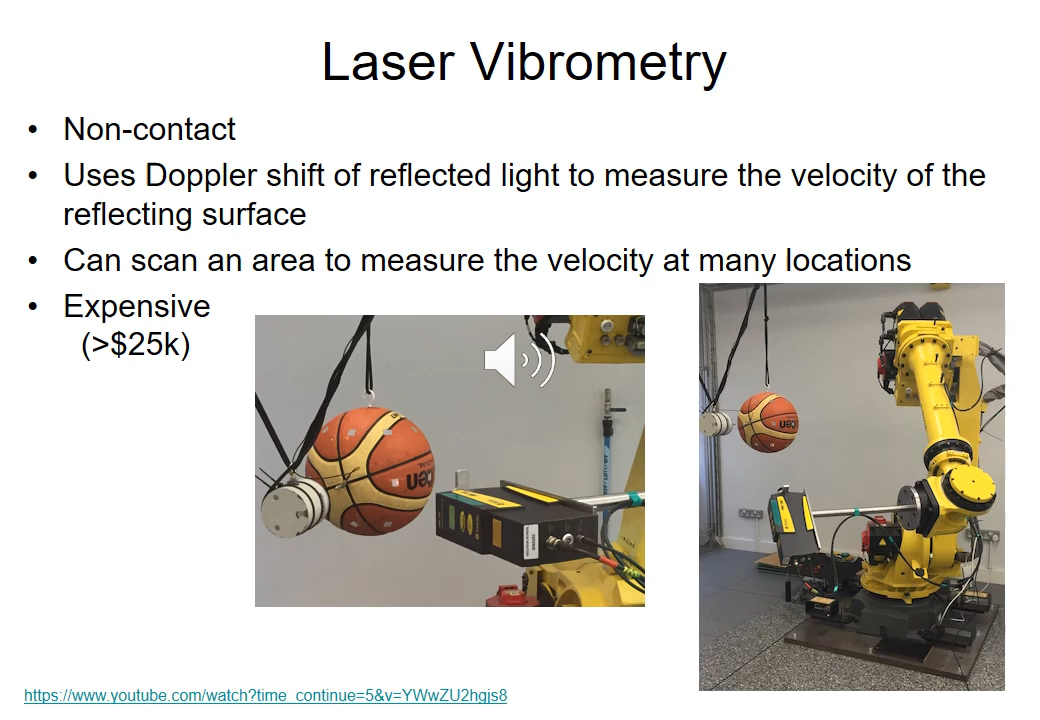 Laser Vibrometry
• Non-contact
• Uses Doppler shift of reflected light to measure the velocity of the
reflecting surface
• Can scan an area to measure the velocity at many locations
• Expensive
(>$25k)
https://www.youtube.com/watch?time_continue=5&v=YWwZU2hgjs8